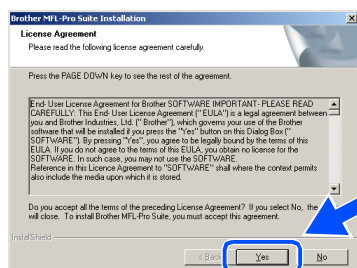 Brother MFL-Pro Suite Installation
License Agreement
Please read the following license agreement carefully.
Press the PAGE DOWN key to see the rest of the agreement.
End- User License Agreement for Brother SOFTWARE IMPORTANT- PLEASE READ
CAREFULLY: This End- User License Agreement ("EULA") is a legal agreement between
you and Brother Industries, Ltd. ("Brother"), which governs your use of the Brother
software that will be installed if you press the "Yes" button on this Dialog Box ("
SOFTWARE"). By pressing "Yes", you agree to be legally bound by the terms of this
EULA. If you do not agree to the terms of this EULA, you obtain no license for the
SOFTWARE. In such case, you may not use the SOFTWARE.
Reference in this Licence Agreement to "SOFTWARE" shall where the context permits
also include the media upon which it is stored.
Do you accept all the terms of the preceding License Agreement? If you select No, the
will close. To install Brother MFL-Pro Suite, you must accept this agreement.
InstallShield
< Back
Yes
No